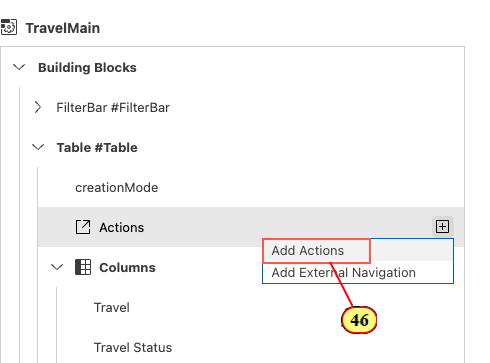 TravelMain
Building Blocks
FilterBar #FilterBar
Table #Table
creationMode
Actions
Add Actions
Columns
Add External Navigation
Travel
46
Travel Status